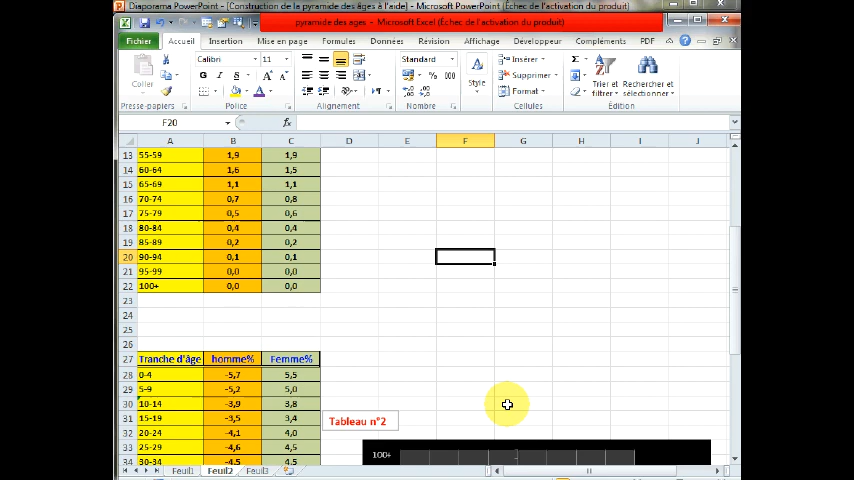 Diaporama PowerPoint - [Construction de la pyramide des âges à l'aide] - Microsoft PowerPoint (Échec de l'activation du produit)
pyramide des ages - Microsoft Excel (Échec de l'activation du produit)
Fichier Accueil Insertion Mise en page Formules Données Révision Affichage Développeur Compléments PDF
Calibri 11 Standard Insérer
Coller G I S Style Supprimer Trier et filtrer Rechercher et sélectionner
% 000 Format
Presse-papiers Police Alignement Nombre Cellules Édition
F20 fx
A B C D E F G H I J
13 55-59 1,9 1,9
14 60-64 1,6 1,5
15 65-69 1,1 1,1
16 70-74 0,7 0,8
17 75-79 0,5 0,6
18 80-84 0,4 0,4
19 85-89 0,2 0,2
20 90-94 0,1 0,1
21 95-99 0,0 0,0
22 100+ 0,0 0,0
23
24
25
26
27 Tranche d'âge homme% Femme%
28 0-4 -5,7 5,5
29 5-9 -5,2 5,0
30 10-14 -3,9 3,8
31 15-19 -3,5 3,4
Tableau n°2
32 20-24 -4,1 4,0
33 25-29 -4,6 4,5
100+
34 30-34 -4,5 4,5
Feuil1 Feuil2 Feuil3